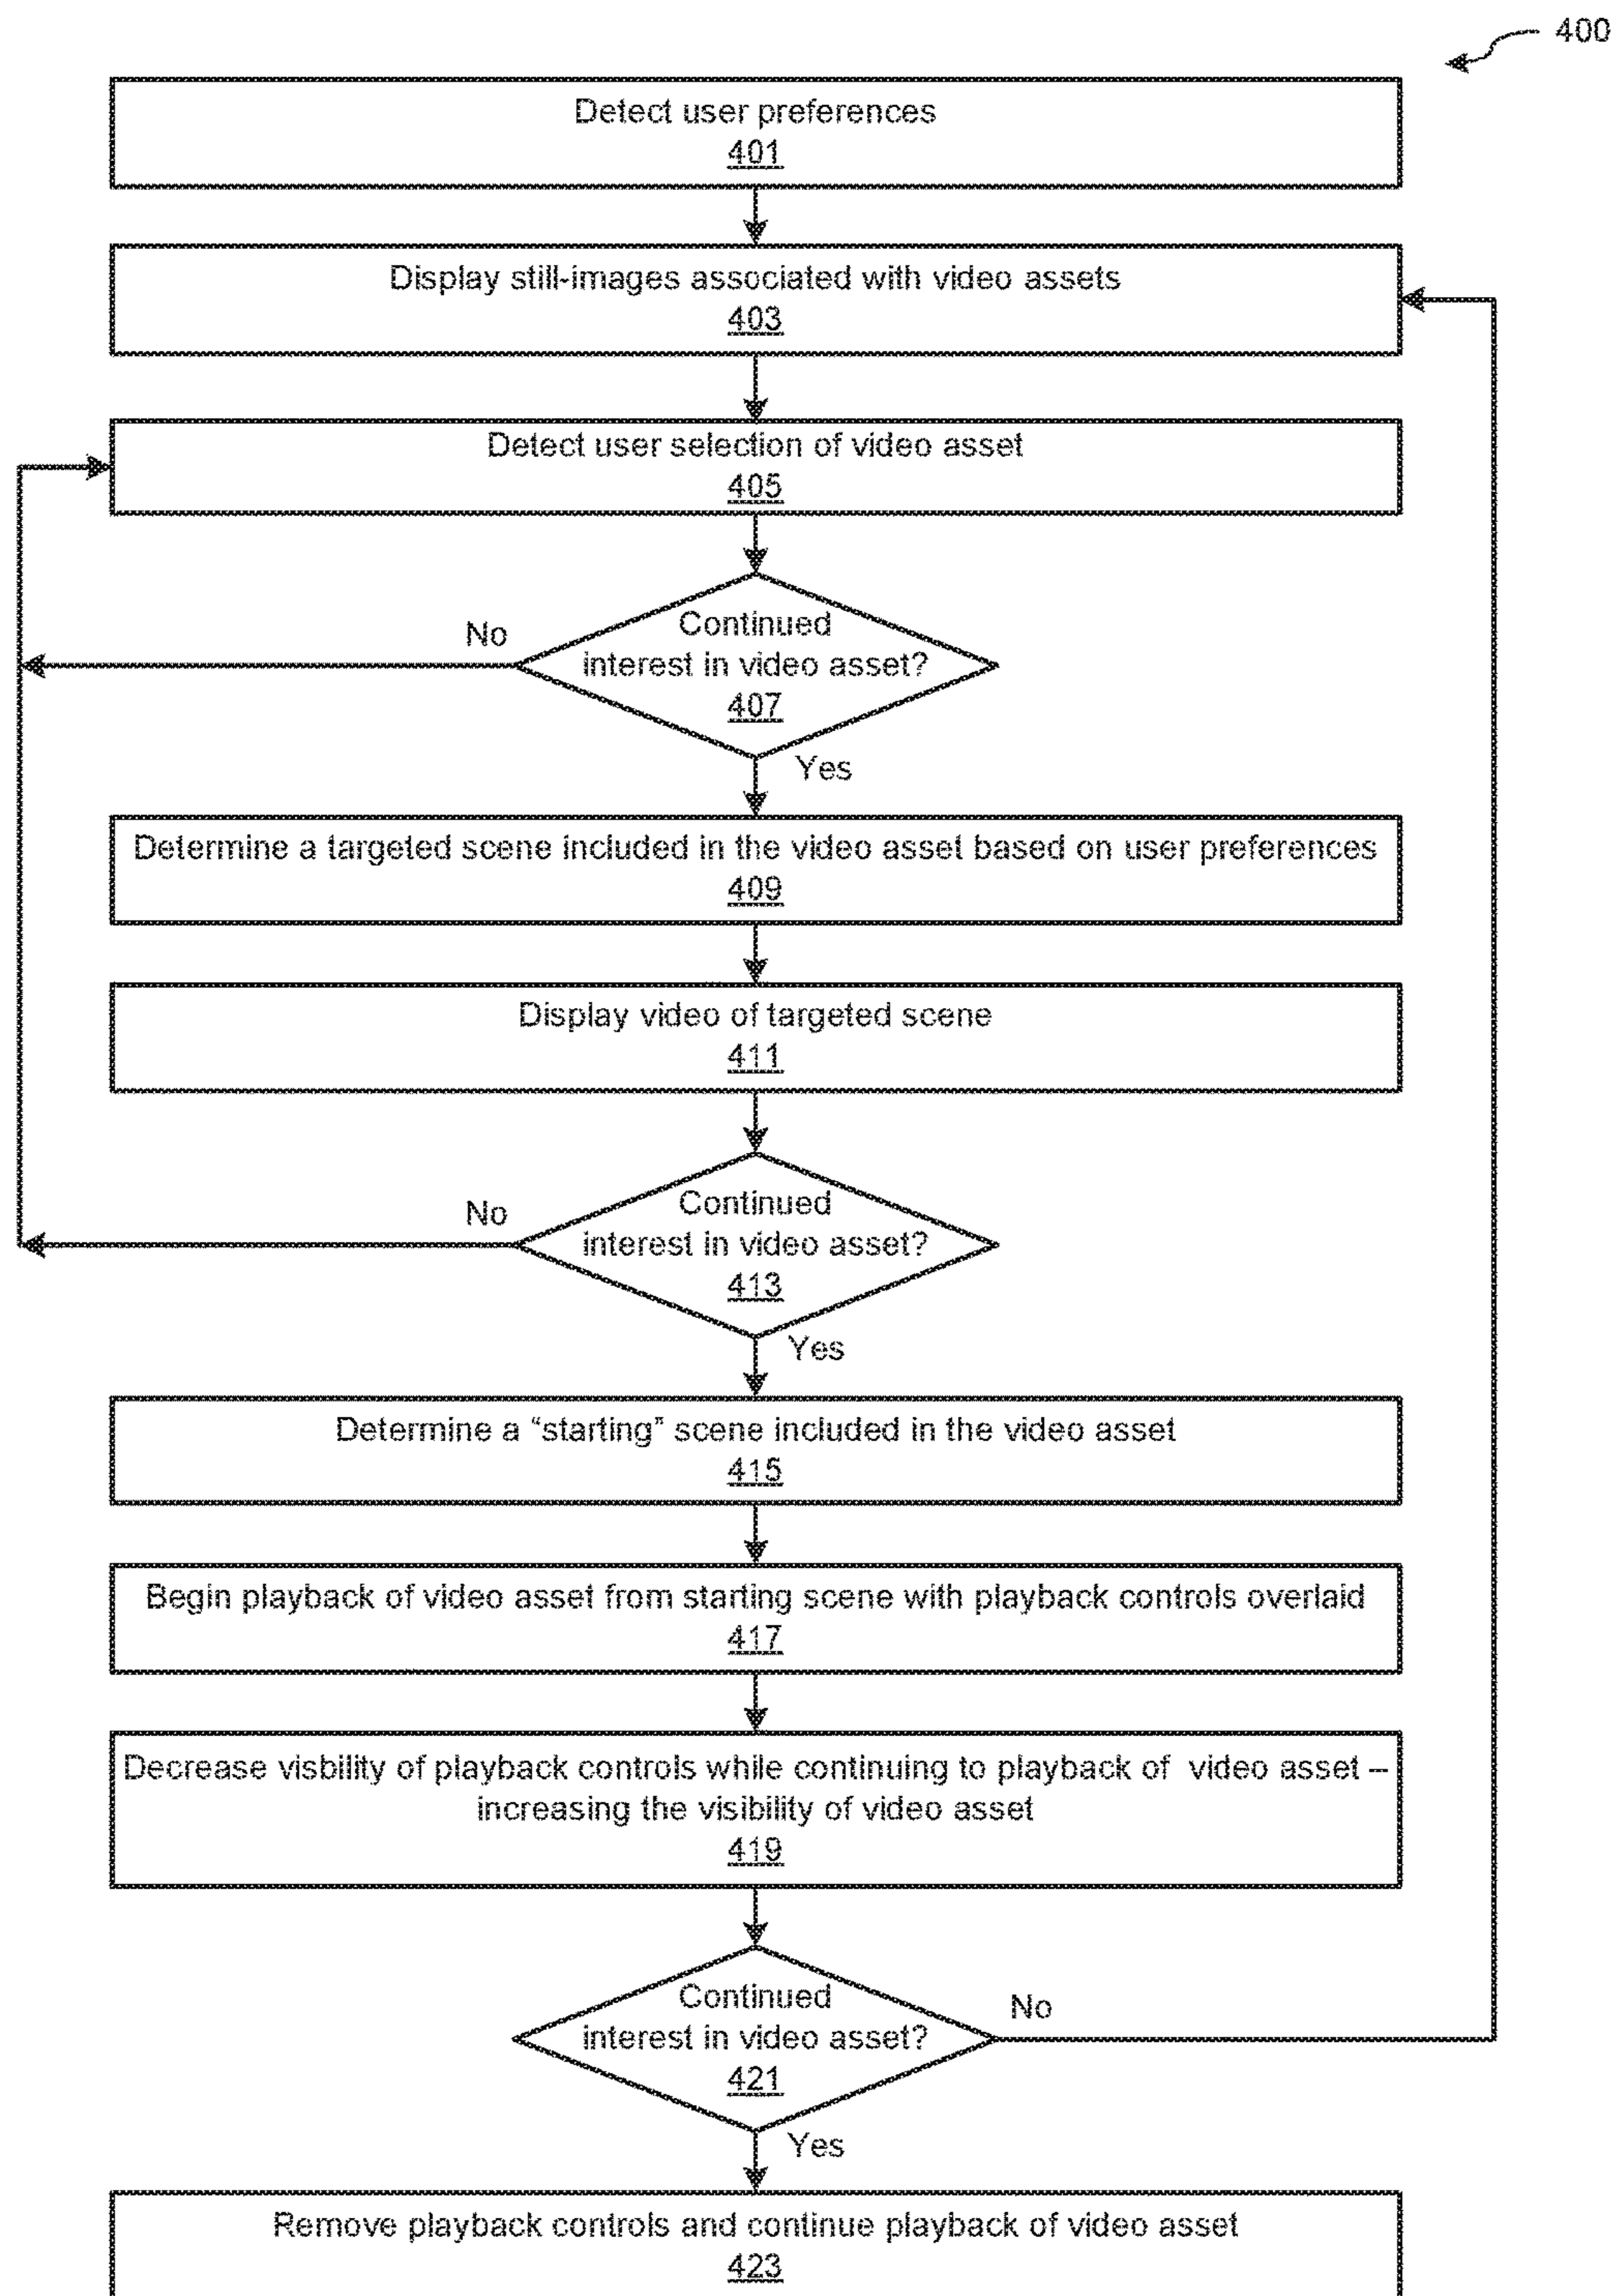 400
Detect user preferences
401
Display still-images associated with video assets
403
Detect user selection of video asset
405
Continued
interest in video asset?
407
No
Yes
Determine a targeted scene included in the video asset based on user preferences
409
Display video of targeted scene
411
Continued
interest in video asset?
413
No
Yes
Determine a “starting” scene included in the video asset
415
Begin playback of video asset from starting scene with playback controls overlaid
417
Decrease visbility of playback controls while continuing to playback of video asset –
increasing the visibility of video asset
419
Continued
interest in video asset?
421
No
Yes
Remove playback controls and continue playback of video asset
423